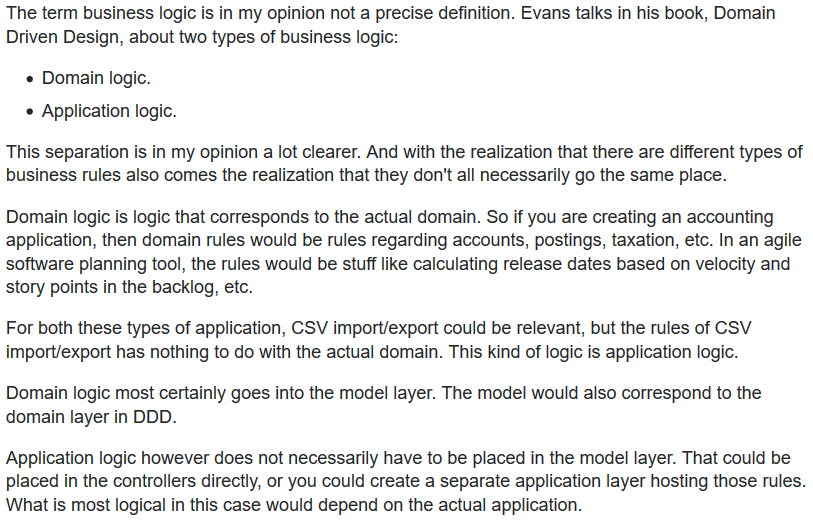 The term business logic is in my opinion not a precise definition. Evans talks in his book, Domain
Driven Design, about two types of business logic:
• Domain logic.
• Application logic.
This separation is in my opinion a lot clearer. And with the realization that there are different types of
business rules also comes the realization that they don't all necessarily go the same place.
Domain logic is logic that corresponds to the actual domain. So if you are creating an accounting
application, then domain rules would be rules regarding accounts, postings, taxation, etc. In an agile
software planning tool, the rules would be stuff like calculating release dates based on velocity and
story points in the backlog, etc.
For both these types of application, CSV import/export could be relevant, but the rules of CSV
import/export has nothing to do with the actual domain. This kind of logic is application logic.
Domain logic most certainly goes into the model layer. The model would also correspond to the
domain layer in DDD.
Application logic however does not necessarily have to be placed in the model layer. That could be
placed in the controllers directly, or you could create a separate application layer hosting those rules.
What is most logical in this case would depend on the actual application.